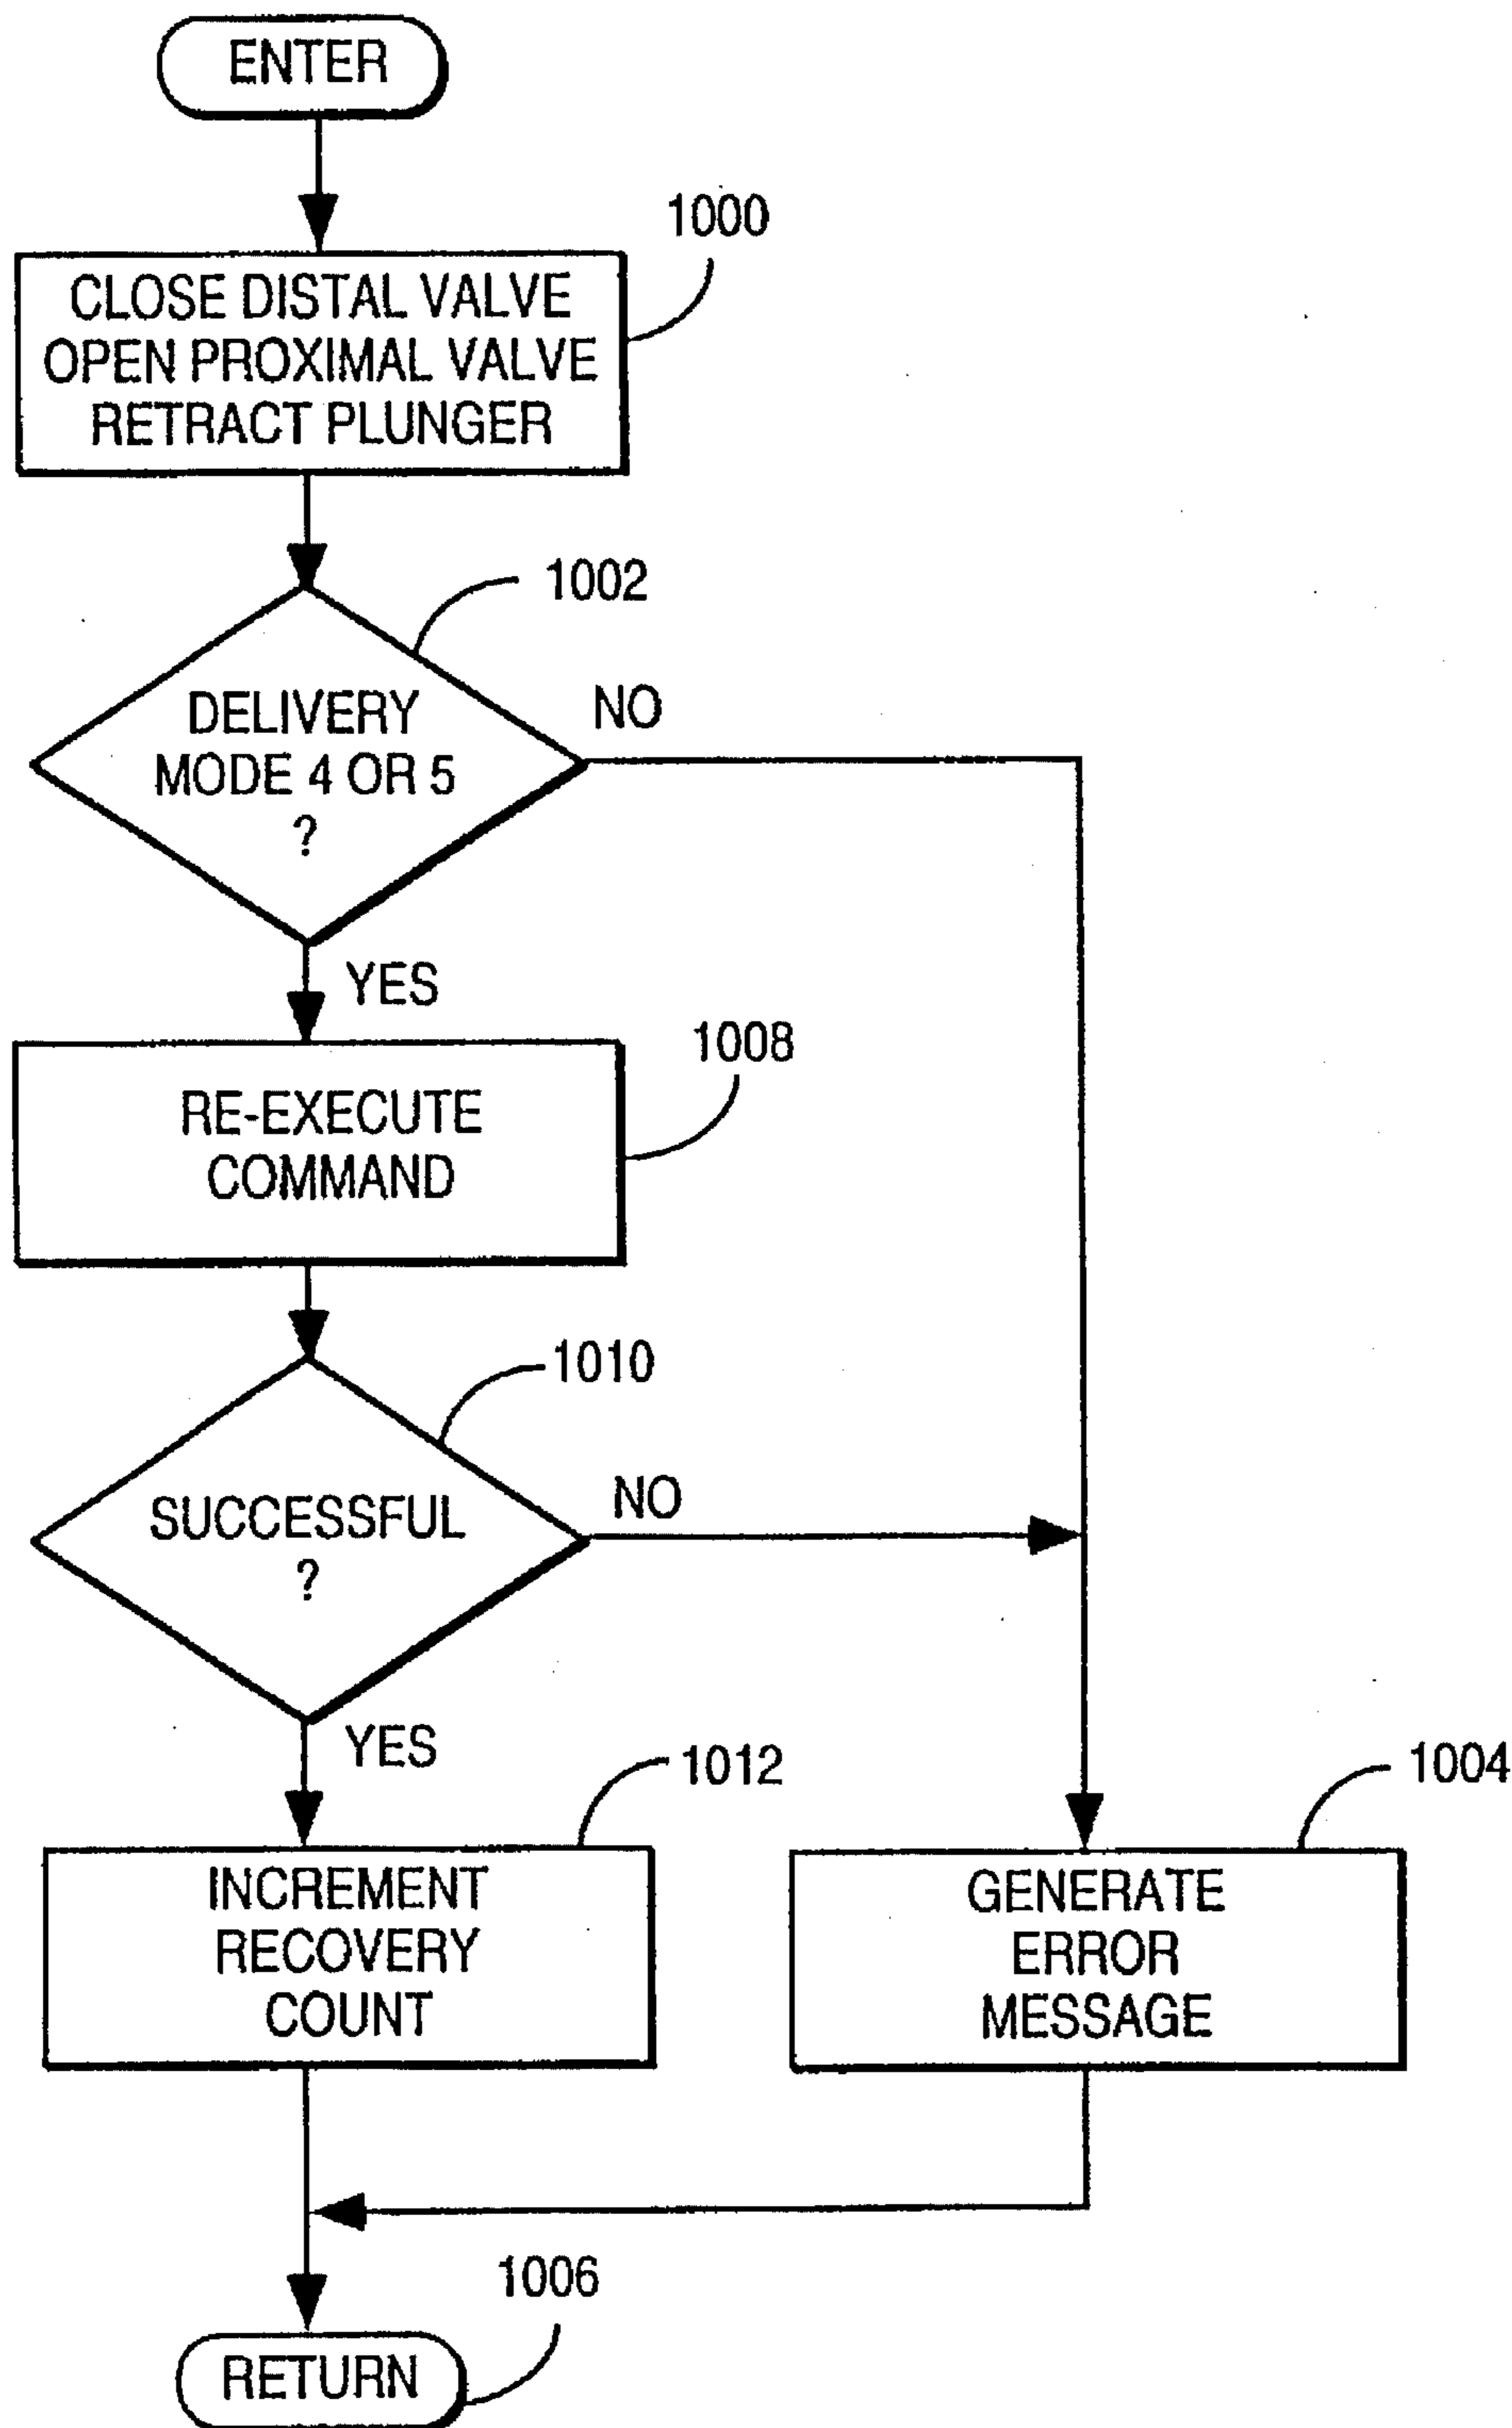 ENTER
1000
CLOSE DISTAL VALVE
OPEN PROXIMAL VALVE
RETRACT PLUNGER
1002
DELIVERY
MODE 4 OR 5
?
NO
YES
1008
RE-EXECUTE
COMMAND
1010
SUCCESSFUL
?
NO
YES
1012
INCREMENT
RECOVERY
COUNT
1004
GENERATE
ERROR
MESSAGE
1006
RETURN